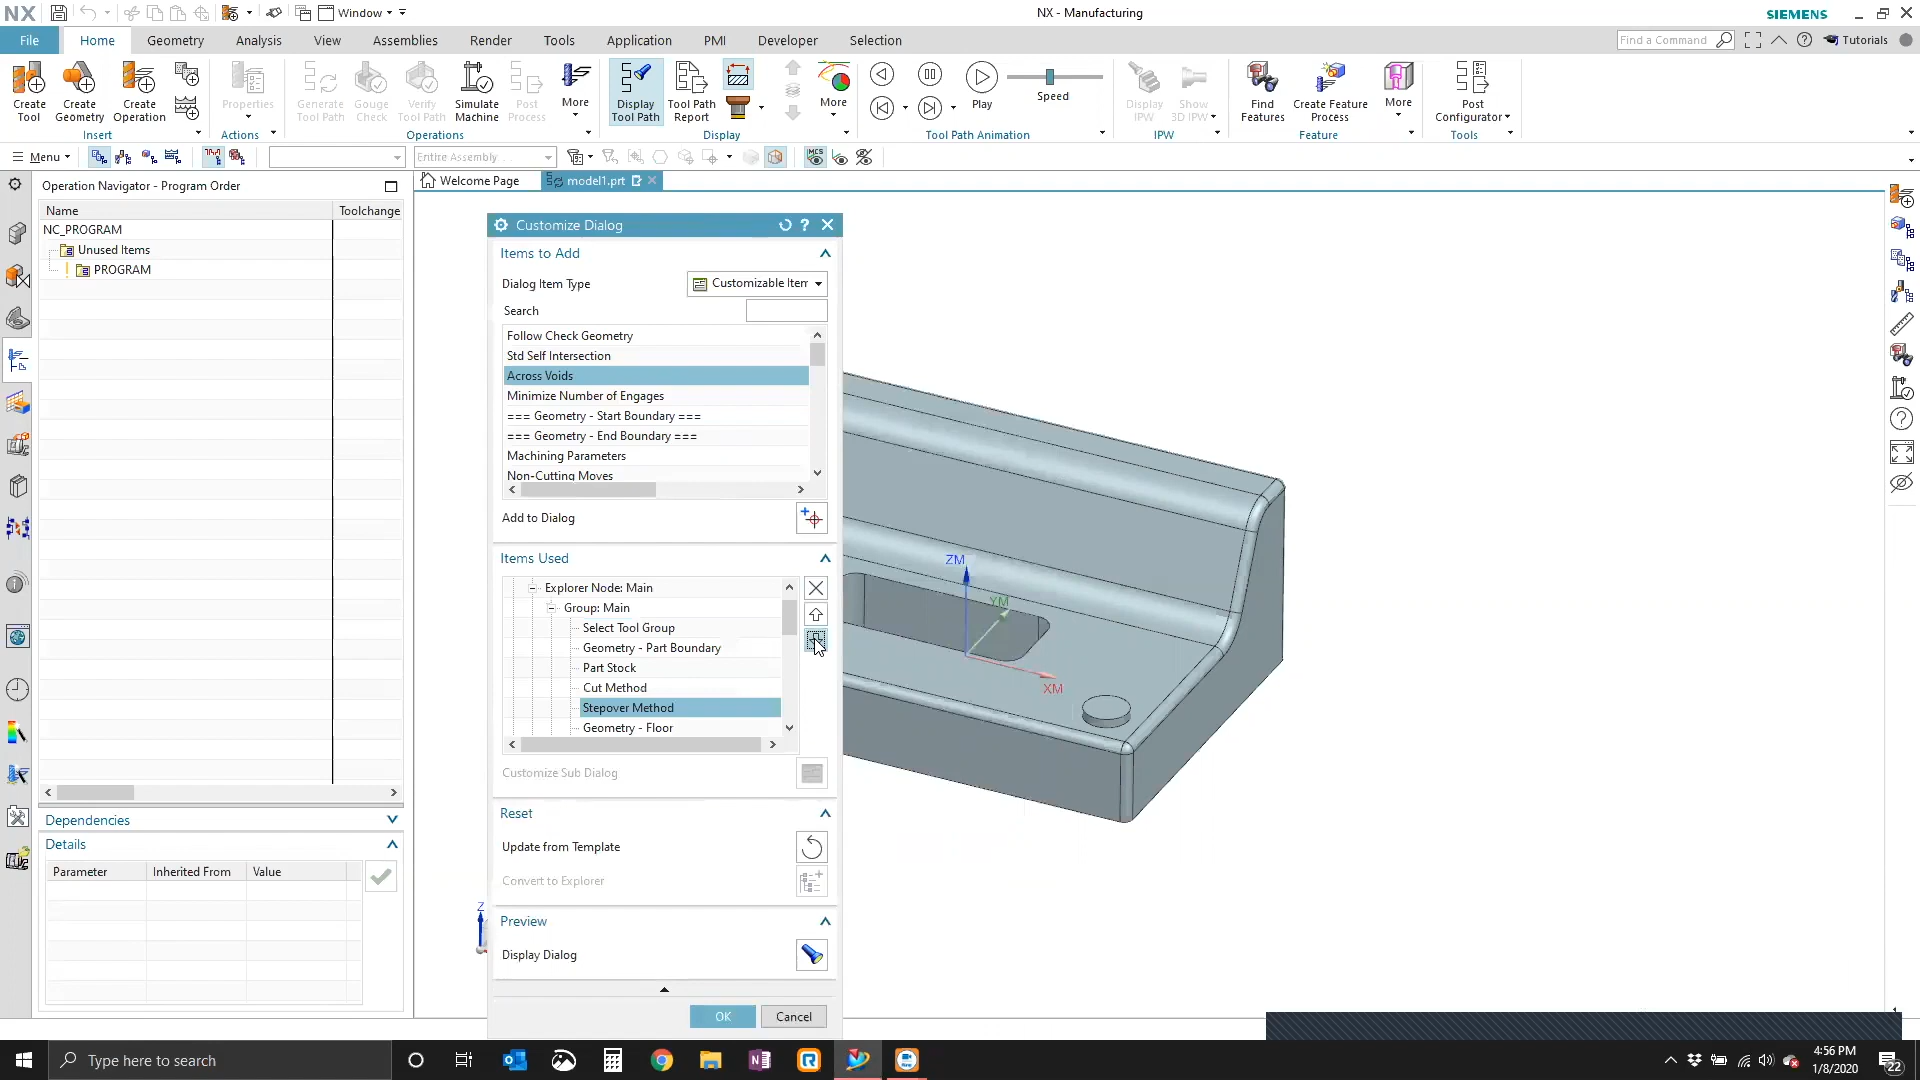 NX
Window
NX - Manufacturing
SIEMENS
File
Home
Geometry
Analysis
View
Assemblies
Render
Tools
Application
PMI
Developer
Selection
Find a Command
Tutorials
Create Tool
Create Geometry
Create Operation
Properties
Generate Tool Path
Gouge Check
Verify Tool Path
Simulate Machine
Post Process
More
Display Tool Path
Tool Path Report
More
Play
Speed
Display IPW
Show 3D IPW
Find Features
Create Feature Process
More
Post Configurator
Insert
Actions
Operations
Display
Tool Path Animation
IPW
Feature
Tools
Menu
Entire Assembly
MCS
Operation Navigator - Program Order
Welcome Page
model1.prt
Name
Toolchange
NC_PROGRAM
Unused Items
PROGRAM
Dependencies
Details
Parameter
Inherited From
Value
Customize Dialog
Items to Add
Dialog Item Type
Customizable Item
Search
Follow Check Geometry
Std Self Intersection
Across Voids
Minimize Number of Engages
=== Geometry - Start Boundary ===
=== Geometry - End Boundary ===
Machining Parameters
Non-Cutting Moves
Add to Dialog
Items Used
Explorer Node: Main
Group: Main
Select Tool Group
Geometry - Part Boundary
Part Stock
Cut Method
Stepover Method
Geometry - Floor
Customize Sub Dialog
Reset
Update from Template
Convert to Explorer
Preview
Display Dialog
OK
Cancel
ZM
YM
XM
Z
Type here to search
4:56 PM
1/8/2020
22